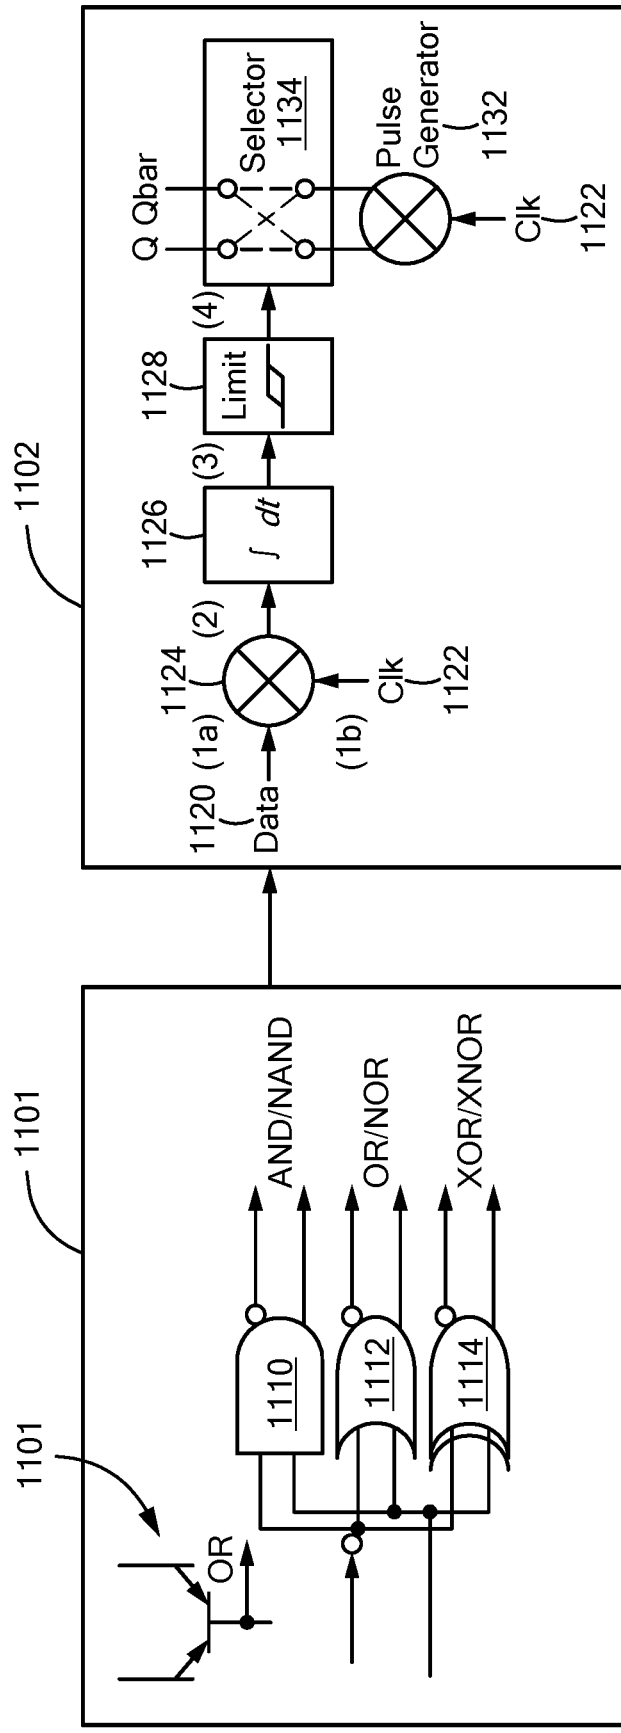 1101
1101
OR
1110
AND/NAND
1112
OR/NOR
1114
XOR/XNOR
1102
1120
Data
(1a)
1124
(1b)
Clk
1122
(2)
1126
∫ dt
(3)
1128
Limit
(4)
Q Qbar
Selector
1134
Pulse
Generator
1132
Clk
1122